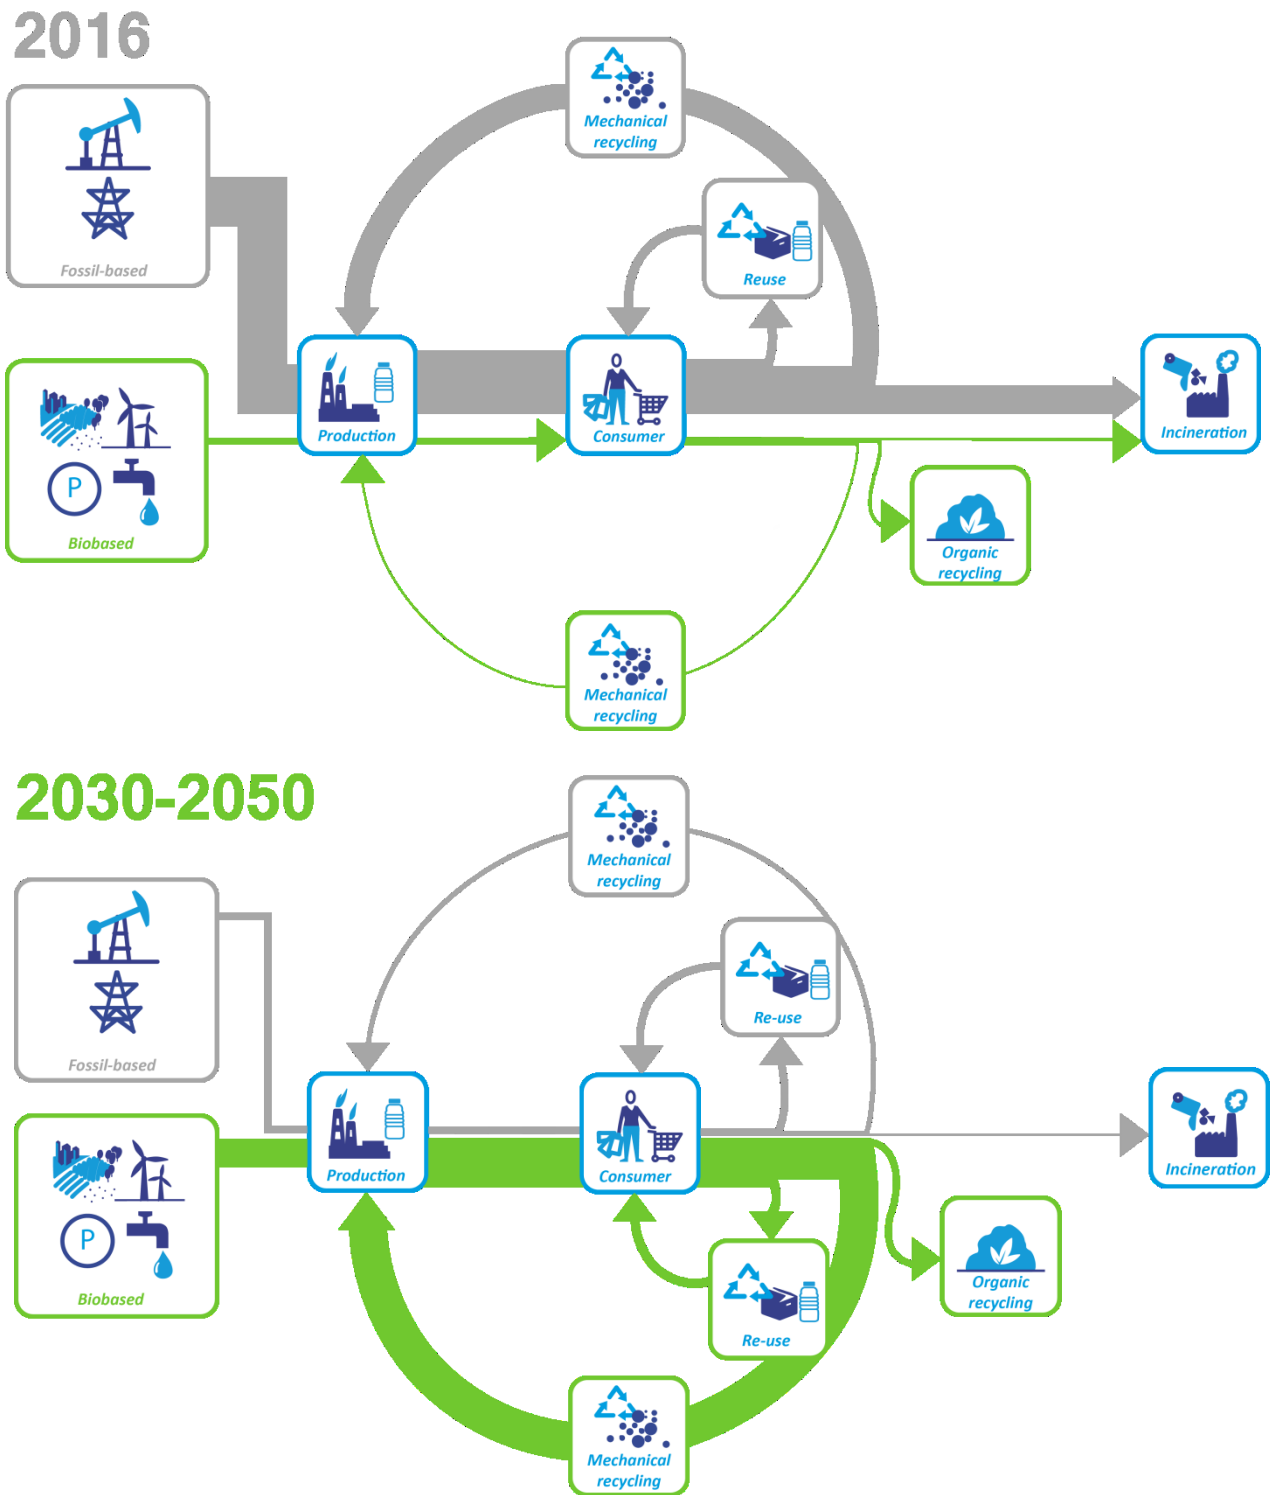 2016
Mechanical
recycling
Fossil-based
Reuse
Production
Consumer
Incineration
P
Biobased
Organic
recycling
Mechanical
recycling
2030-2050
Mechanical
recycling
Fossil-based
Re-use
Production
Consumer
Incineration
P
Biobased
Organic
recycling
Re-use
Mechanical
recycling